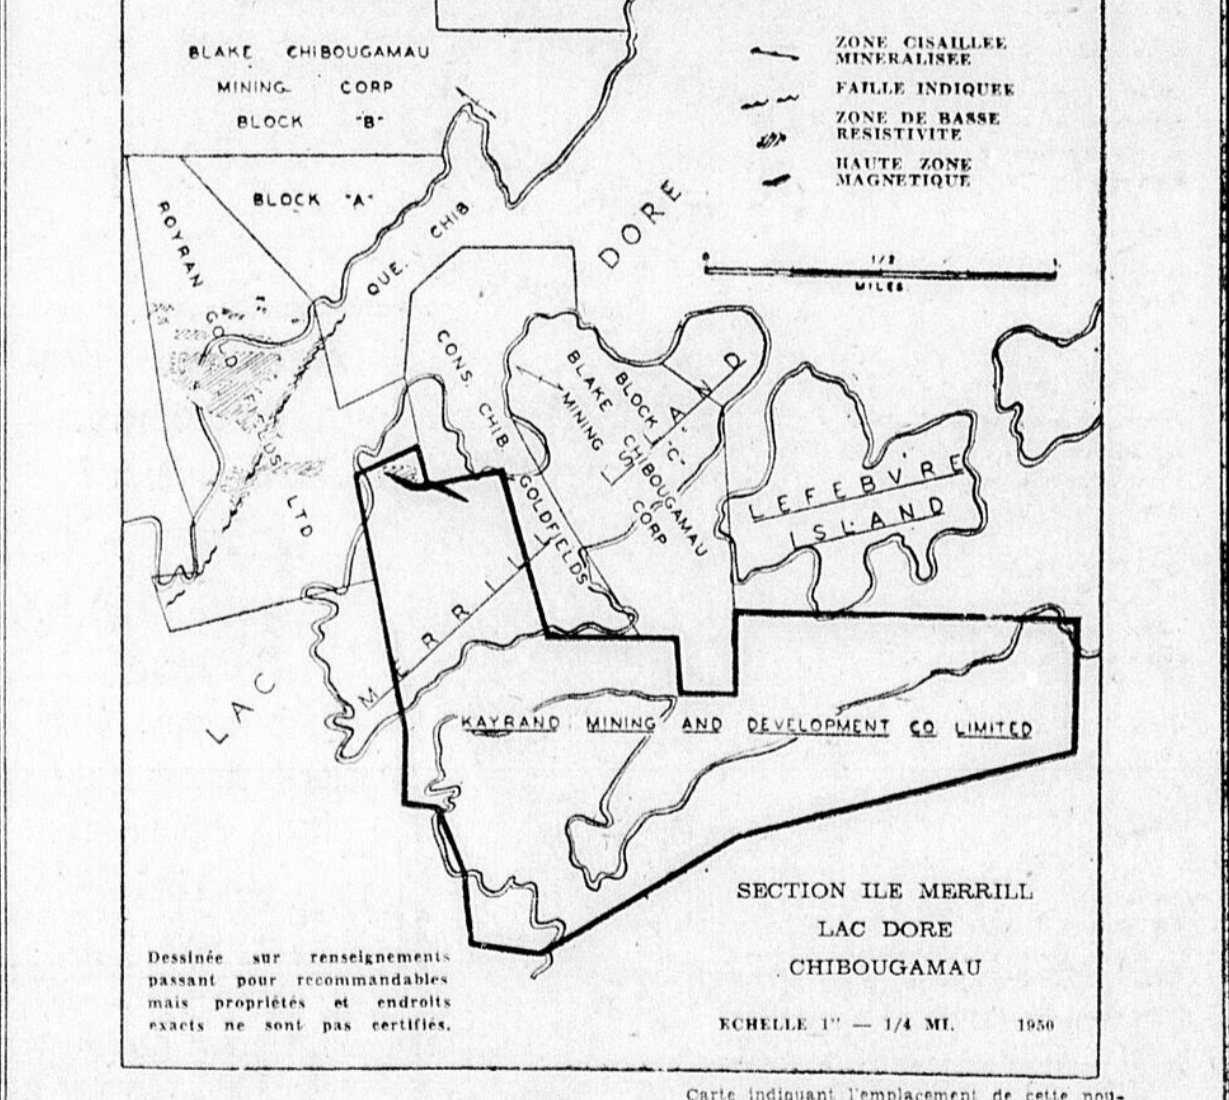 BLAKE CHIBOUGAMAU
MINING CORP
BLOCK "B"
ZONE CISAILLEE
MINERALISEE
FAILLE INDIQUEE
ZONE DE BASSE
RESISTIVITE
HAUTE ZONE
MAGNETIQUE
BLOCK "A"
ROYRAN
GOLD
FIELDS
LTD
QUE. CHIB
DORE
0 1/2 1
MILES
CONS. CHIB GOLDFIELDS
BLAKE CHIBOUGAMAU
MINING CORP
BLOCK "C"
ISLAND
LEFEBVRE
ISLAND
MERRILL
LAC
KAYRAND MINING AND DEVELOPMENT CO LIMITED
SECTION ILE MERRILL
LAC DORE
CHIBOUGAMAU
ECHELLE 1" — 1/4 MI. 1950
Dessinée sur renseignements
passant pour recommandables
mais propriétés et endroits
exacts ne sont pas certifiés.
Carte indiquant l'emplacement de cette nou-